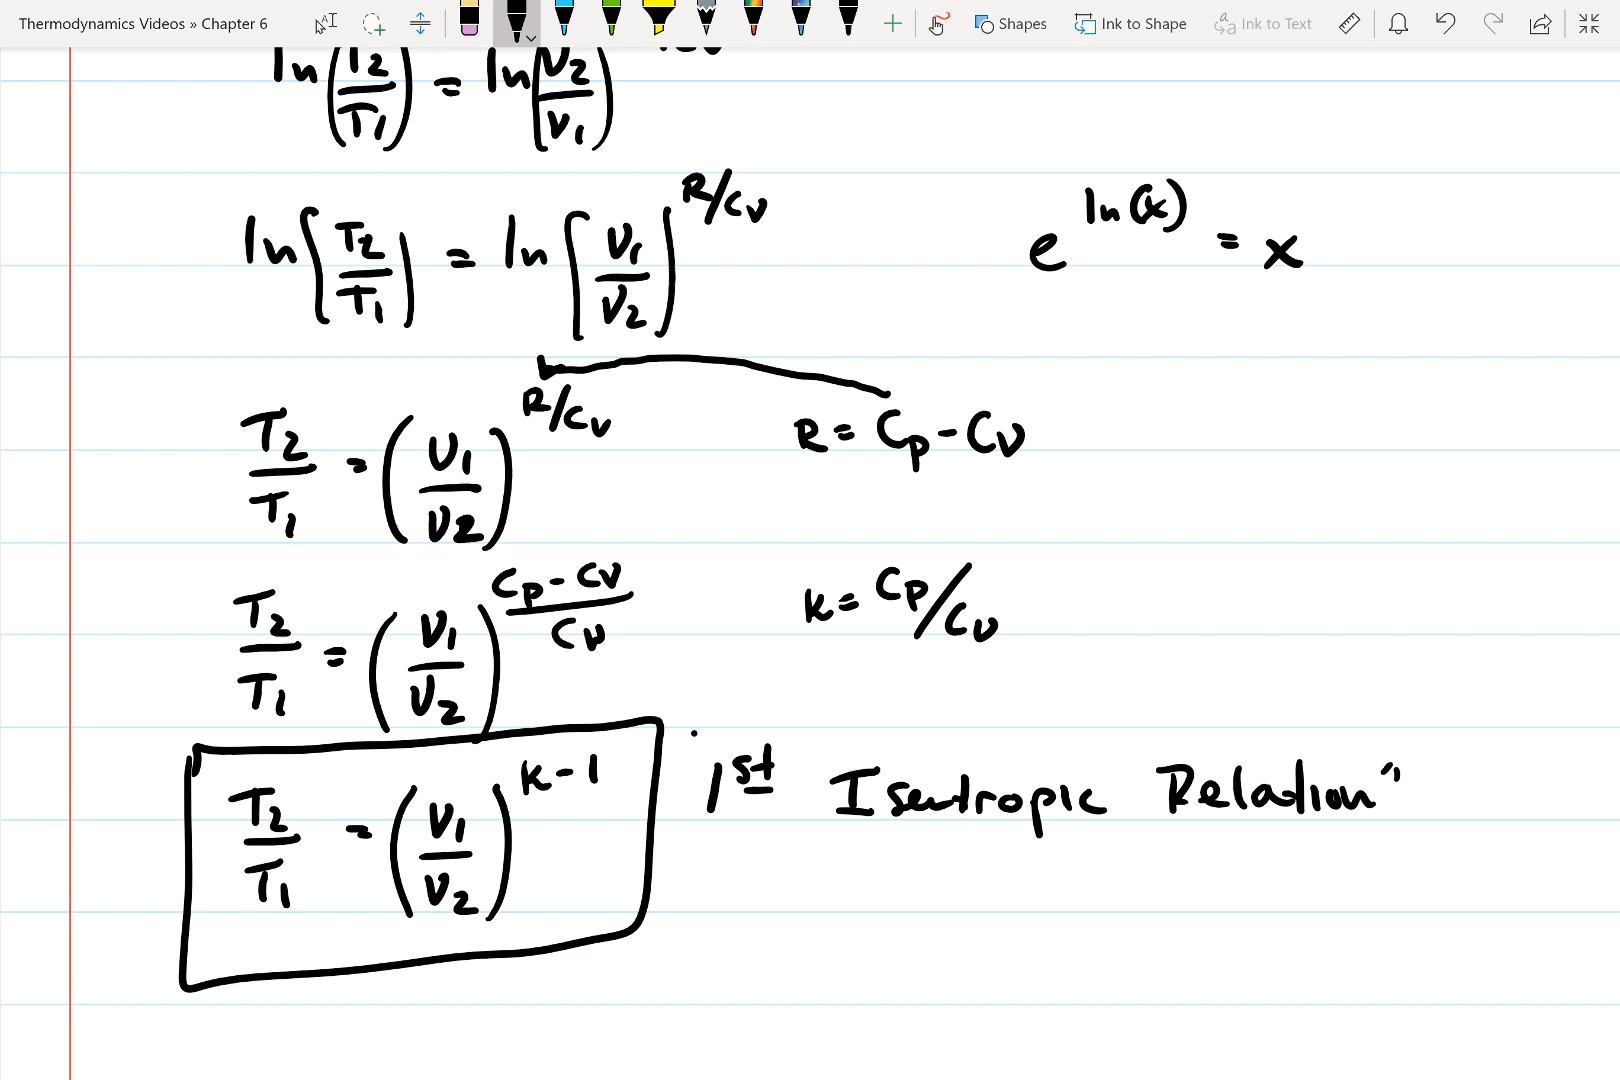 Thermodynamics Videos » Chapter 6
Shapes
Ink to Shape
Ink to Text
ln(T2/T1) = ln(V2/V1)
ln[T2/T1] = ln[V1/V2]^R/Cv
e^ln(x) = x
T2/T1 = (V1/V2)^R/Cv
R = Cp - Cv
T2/T1 = (V1/V2)^(Cp - Cv)/Cv
K = Cp/Cv
T2/T1 = (V1/V2)^K-1
1st Isentropic Relation"